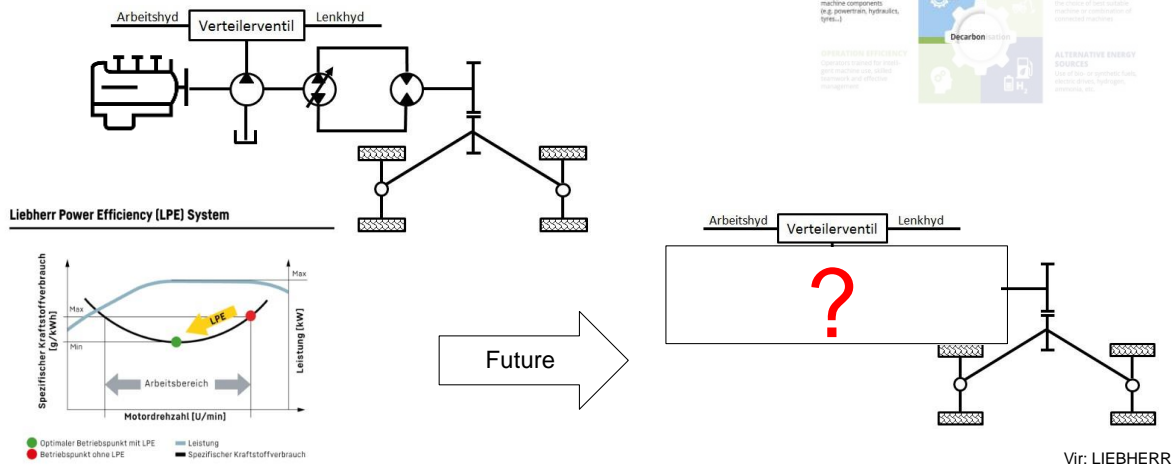 Arbeitshyd
Verteilerventil
Lenkhyd
machine components
(e.g. powertrain, hydraulics,
tyres...)
Decarbonisation
OPERATION EFFICIENCY
ALTERNATIVE ENERGY
SOURCES
H₂
Liebherr Power Efficiency (LPE) System
Spezifischer Kraftstoffverbrauch
[g/kWh]
Max
Min
Max
LPE
Arbeitsbereich
Leistung [kW]
Motordrehzahl [U/min]
Optimaler Betriebspunkt mit LPE
Leistung
Betriebspunkt ohne LPE
Spezifischer Kraftstoffverbrauch
Future
Arbeitshyd
Verteilerventil
Lenkhyd
?
Vir: LIEBHERR